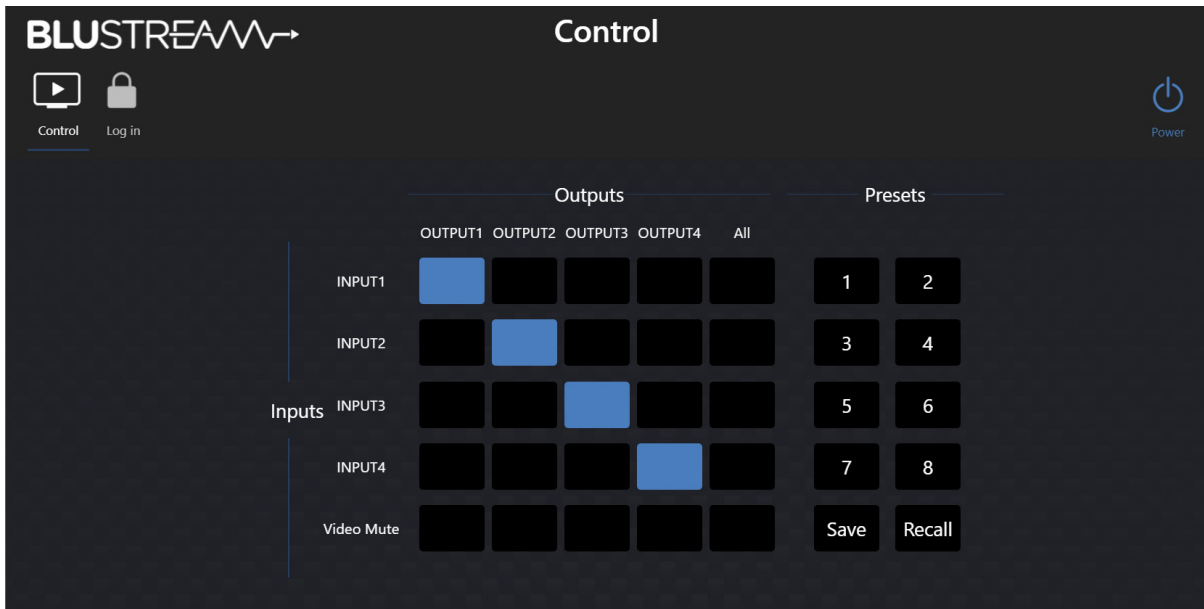 BLUSTREAM
Control
Control Log in
Power
Outputs Presets
OUTPUT1 OUTPUT2 OUTPUT3 OUTPUT4 All
INPUT1 1 2
INPUT2 3 4
Inputs INPUT3 5 6
INPUT4 7 8
Video Mute Save Recall